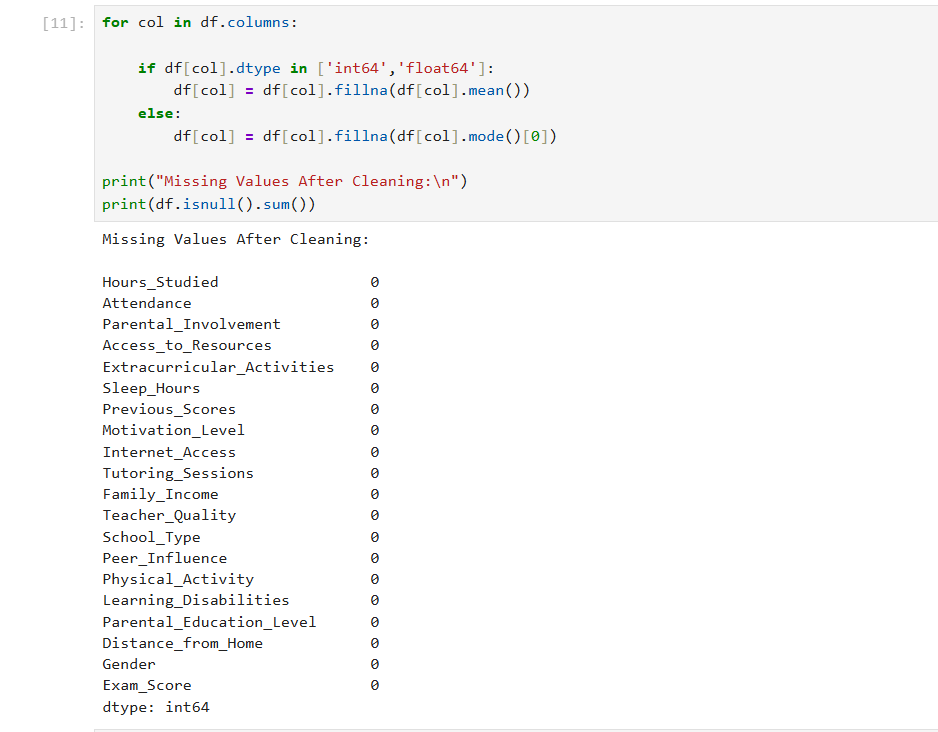 [11]: for col in df.columns:
if df[col].dtype in ['int64','float64']:
df[col] = df[col].fillna(df[col].mean())
else:
df[col] = df[col].fillna(df[col].mode()[0])
print("Missing Values After Cleaning:\n")
print(df.isnull().sum())
Missing Values After Cleaning:
Hours_Studied 0
Attendance 0
Parental_Involvement 0
Access_to_Resources 0
Extracurricular_Activities 0
Sleep_Hours 0
Previous_Scores 0
Motivation_Level 0
Internet_Access 0
Tutoring_Sessions 0
Family_Income 0
Teacher_Quality 0
School_Type 0
Peer_Influence 0
Physical_Activity 0
Learning_Disabilities 0
Parental_Education_Level 0
Distance_from_Home 0
Gender 0
Exam_Score 0
dtype: int64